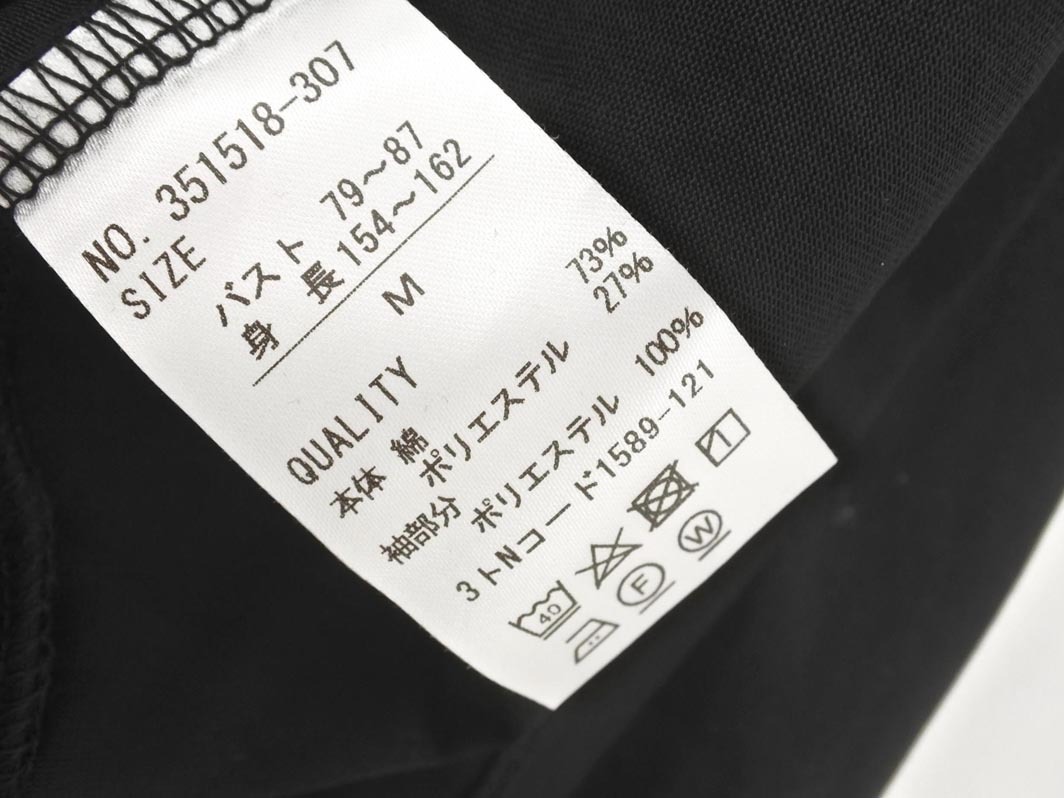 NO. 351518-307
SIZE
バスト 79～87
身 長 154～162
M
QUALITY
本体 綿 73%
ポリエステル 27%
袖部分 ポリエステル 100%
3トNコード1589-121
40
1
F
W